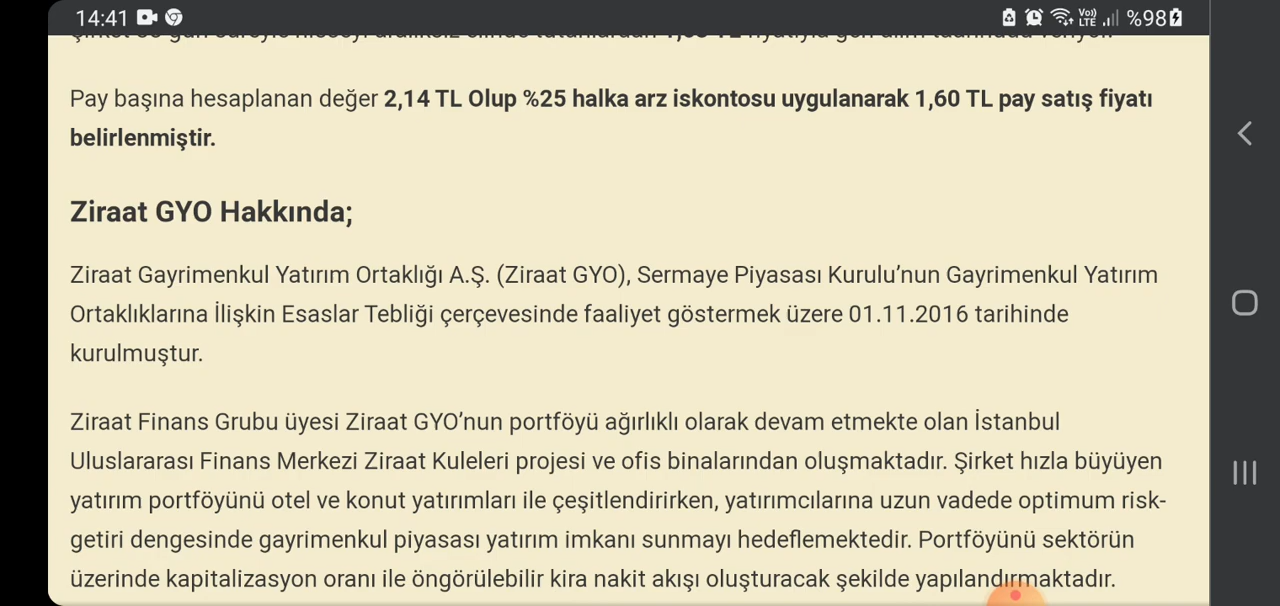 14:41
Vo)) LTE %98
Pay başına hesaplanan değer 2,14 TL Olup %25 halka arz iskontosu uygulanarak 1,60 TL pay satış fiyatı
belirlenmiştir.
Ziraat GYO Hakkında;
Ziraat Gayrimenkul Yatırım Ortaklığı A.Ş. (Ziraat GYO), Sermaye Piyasası Kurulu’nun Gayrimenkul Yatırım
Ortaklıklarına İlişkin Esaslar Tebliği çerçevesinde faaliyet göstermek üzere 01.11.2016 tarihinde
kurulmuştur.
Ziraat Finans Grubu üyesi Ziraat GYO’nun portföyü ağırlıklı olarak devam etmekte olan İstanbul
Uluslararası Finans Merkezi Ziraat Kuleleri projesi ve ofis binalarından oluşmaktadır. Şirket hızla büyüyen
yatırım portföyünü otel ve konut yatırımları ile çeşitlendirirken, yatırımcılarına uzun vadede optimum risk-
getiri dengesinde gayrimenkul piyasası yatırım imkanı sunmayı hedeflemektedir. Portföyünü sektörün
üzerinde kapitalizasyon oranı ile öngörülebilir kira nakit akışı oluşturacak şekilde yapılandırmaktadır.